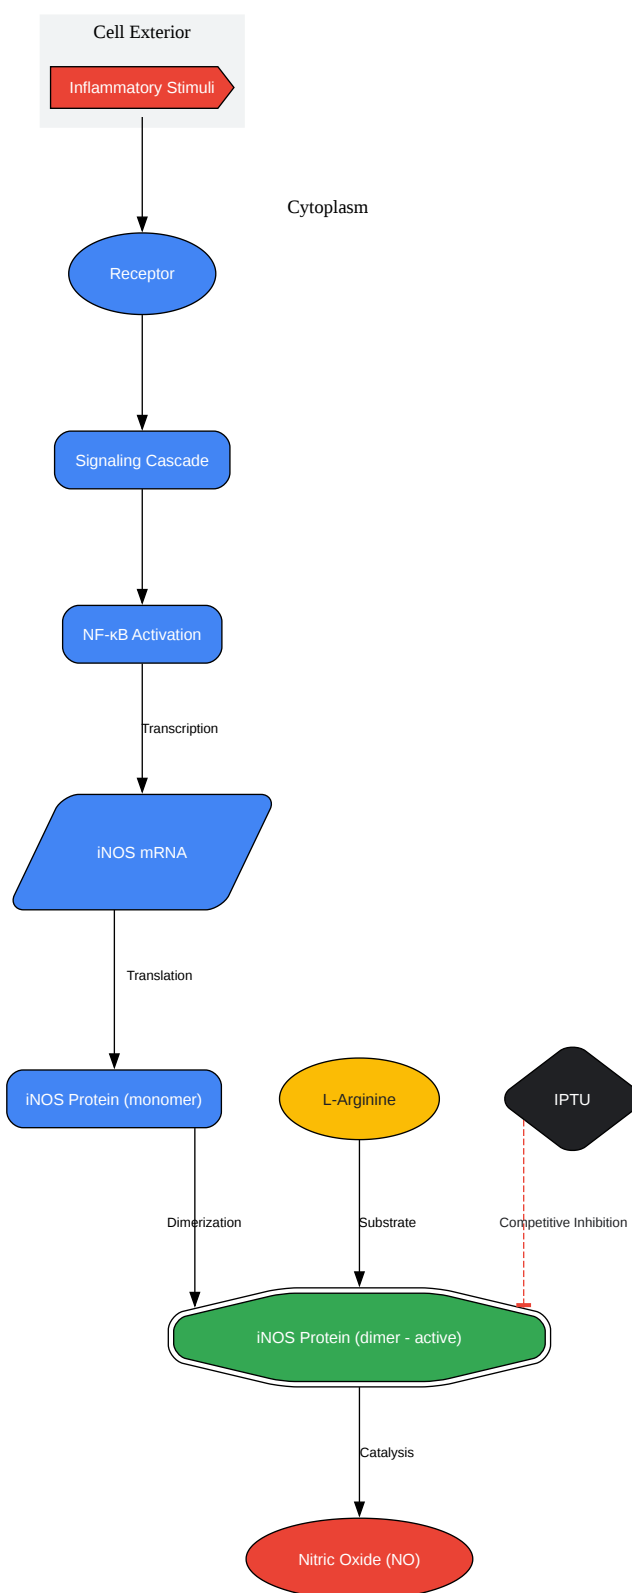 Cell Exterior
Inflammatory Stimuli
Cytoplasm
Receptor
Signaling Cascade
NF-κB Activation
Transcription
iNOS mRNA
Translation
iNOS Protein (monomer)
L-Arginine
IPTU
Dimerization
Substrate
Competitive Inhibition
iNOS Protein (dimer - active)
Catalysis
Nitric Oxide (NO)